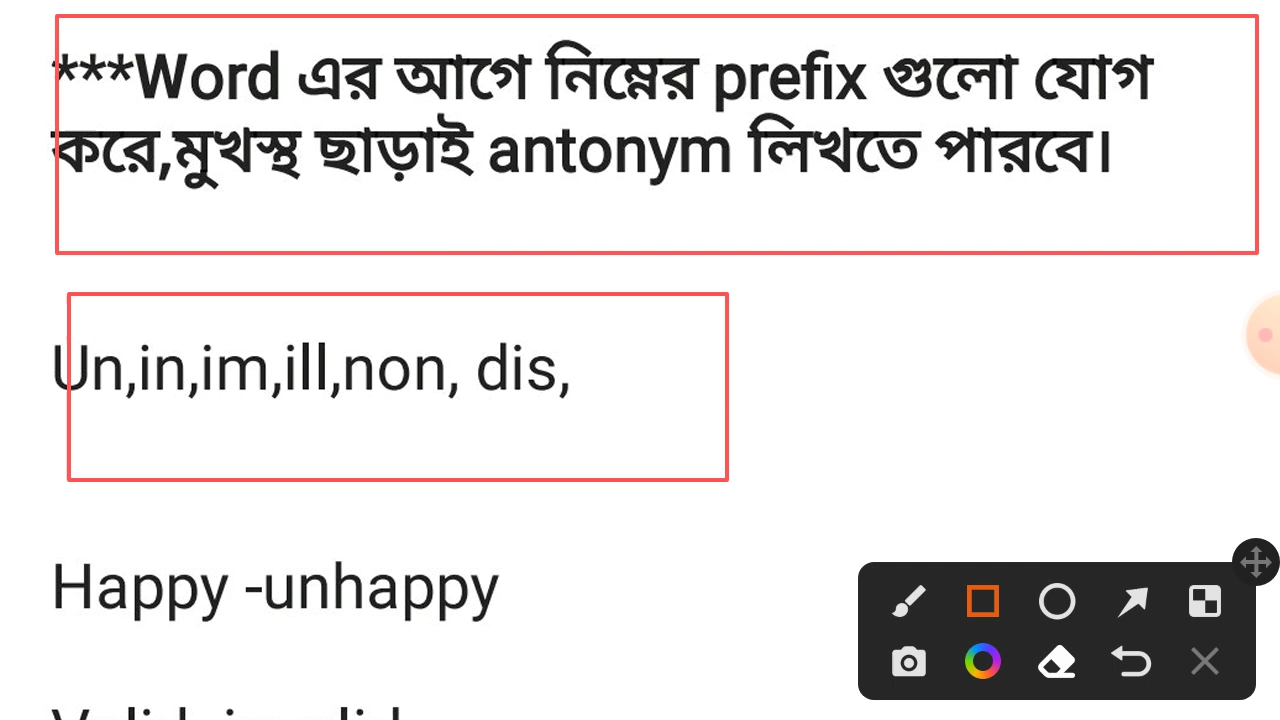 ***Word এর আগে নিম্নের prefix গুলো যোগ
করে,মুখস্থ ছাড়াই antonym লিখতে পারবে।
Un,in,im,ill,non, dis,
Happy -unhappy